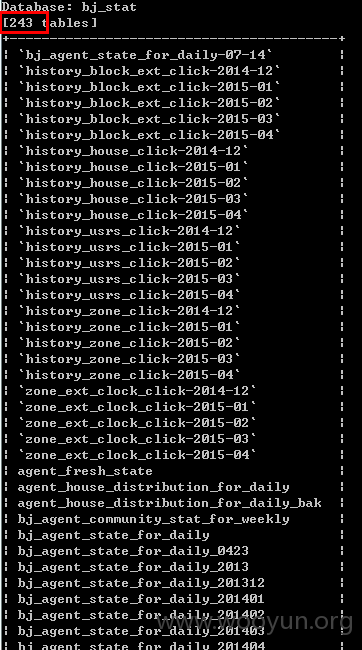 Database: bj_stat
[243 tables]
+-----------------------------------------+
| `bj_agent_state_for_daily-07-14` |
| `history_block_ext_click-2014-12` |
| `history_block_ext_click-2015-01` |
| `history_block_ext_click-2015-02` |
| `history_block_ext_click-2015-03` |
| `history_block_ext_click-2015-04` |
| `history_house_click-2014-12` |
| `history_house_click-2015-01` |
| `history_house_click-2015-02` |
| `history_house_click-2015-03` |
| `history_house_click-2015-04` |
| `history_usrs_click-2014-12` |
| `history_usrs_click-2015-01` |
| `history_usrs_click-2015-02` |
| `history_usrs_click-2015-03` |
| `history_usrs_click-2015-04` |
| `history_zone_click-2014-12` |
| `history_zone_click-2015-01` |
| `history_zone_click-2015-02` |
| `history_zone_click-2015-03` |
| `history_zone_click-2015-04` |
| `zone_ext_clock_click-2014-12` |
| `zone_ext_clock_click-2015-01` |
| `zone_ext_clock_click-2015-02` |
| `zone_ext_clock_click-2015-03` |
| `zone_ext_clock_click-2015-04` |
| agent_fresh_state |
| agent_house_distribution_for_daily |
| agent_house_distribution_for_daily_bak |
| bj_agent_community_stat_for_weekly |
| bj_agent_state_for_daily |
| bj_agent_state_for_daily_0423 |
| bj_agent_state_for_daily_2013 |
| bj_agent_state_for_daily_201312 |
| bj_agent_state_for_daily_201401 |
| bj_agent_state_for_daily_201402 |
| bj_agent_state_for_daily_201403 |
| bj_agent_state_for_daily_201404 |
www.wooyun.org